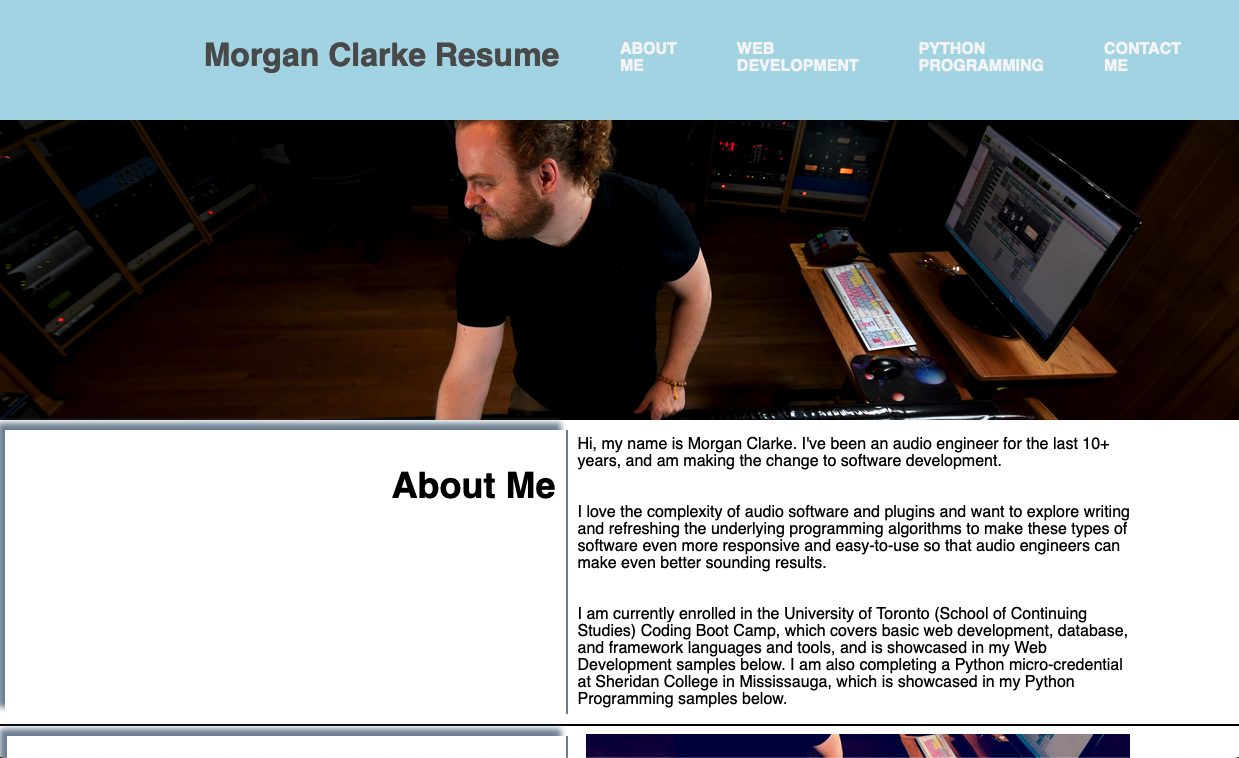 Morgan Clarke Resume
ABOUT
ME
WEB
DEVELOPMENT
PYTHON
PROGRAMMING
CONTACT
ME
About Me
Hi, my name is Morgan Clarke. I've been an audio engineer for the last 10+
years, and am making the change to software development.
I love the complexity of audio software and plugins and want to explore writing
and refreshing the underlying programming algorithms to make these types of
software even more responsive and easy-to-use so that audio engineers can
make even better sounding results.
I am currently enrolled in the University of Toronto (School of Continuing
Studies) Coding Boot Camp, which covers basic web development, database,
and framework languages and tools, and is showcased in my Web
Development samples below. I am also completing a Python micro-credential
at Sheridan College in Mississauga, which is showcased in my Python
Programming samples below.